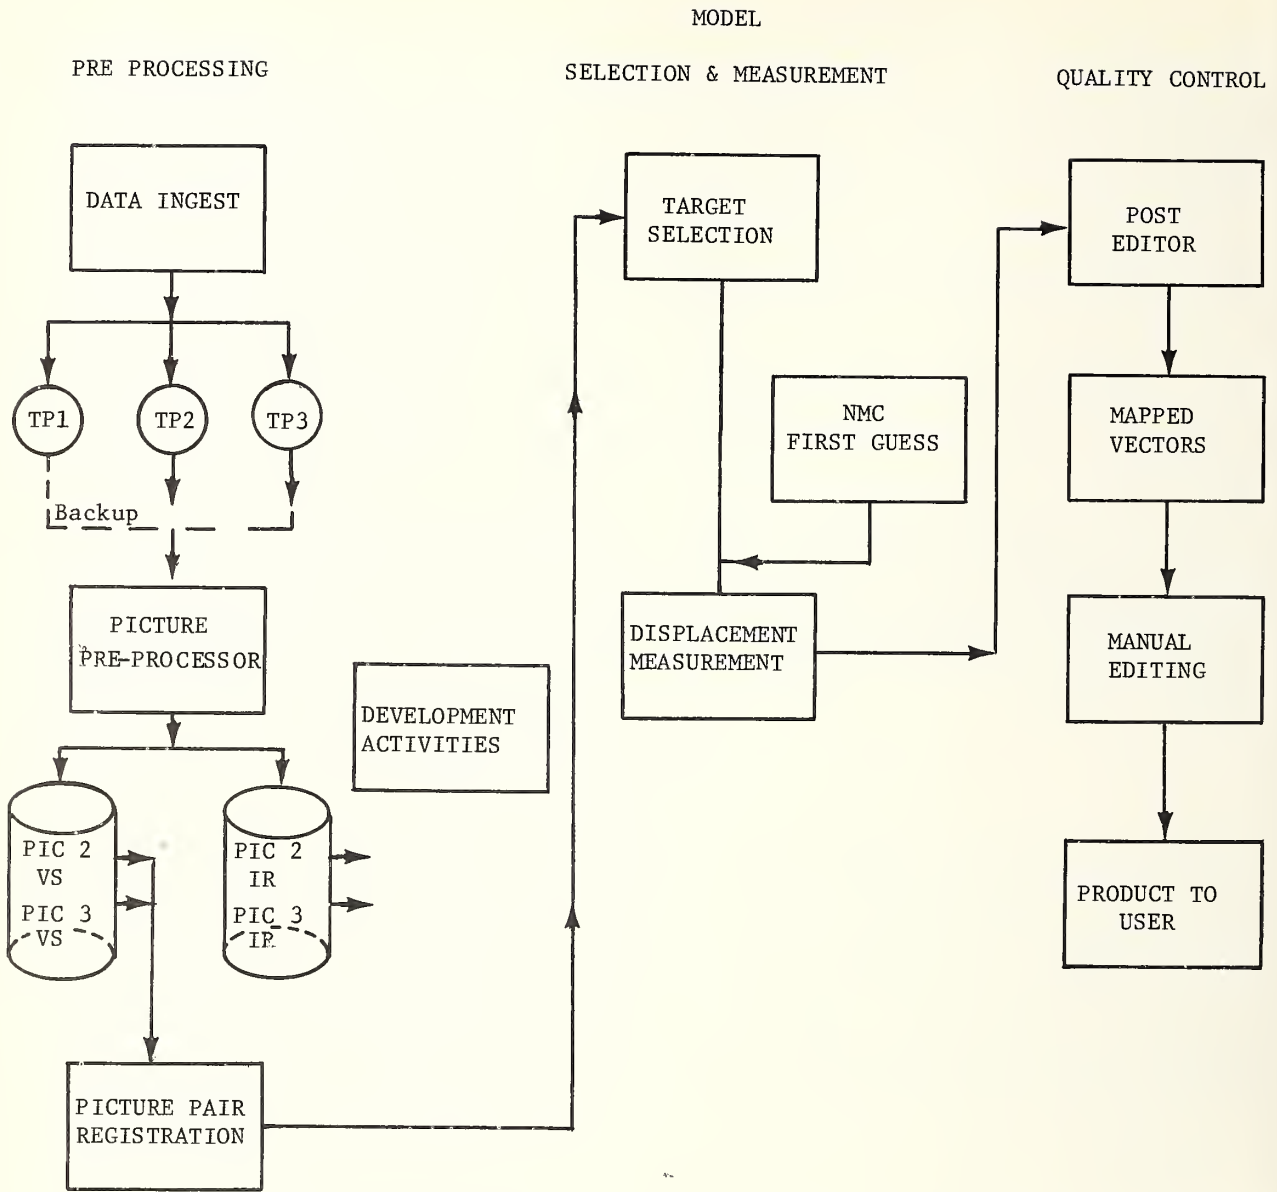 MODEL
PRE PROCESSING
SELECTION & MEASUREMENT
QUALITY CONTROL
DATA INGEST
TP1
TP2
TP3
Backup
PICTURE
PRE-PROCESSOR
DEVELOPMENT
ACTIVITIES
PIC 2
VS
PIC 3
VS
PIC 2
IR
PIC 3
IR
PICTURE PAIR
REGISTRATION
TARGET
SELECTION
NMC
FIRST GUESS
DISPLACEMENT
MEASUREMENT
POST
EDITOR
MAPPED
VECTORS
MANUAL
EDITING
PRODUCT TO
USER